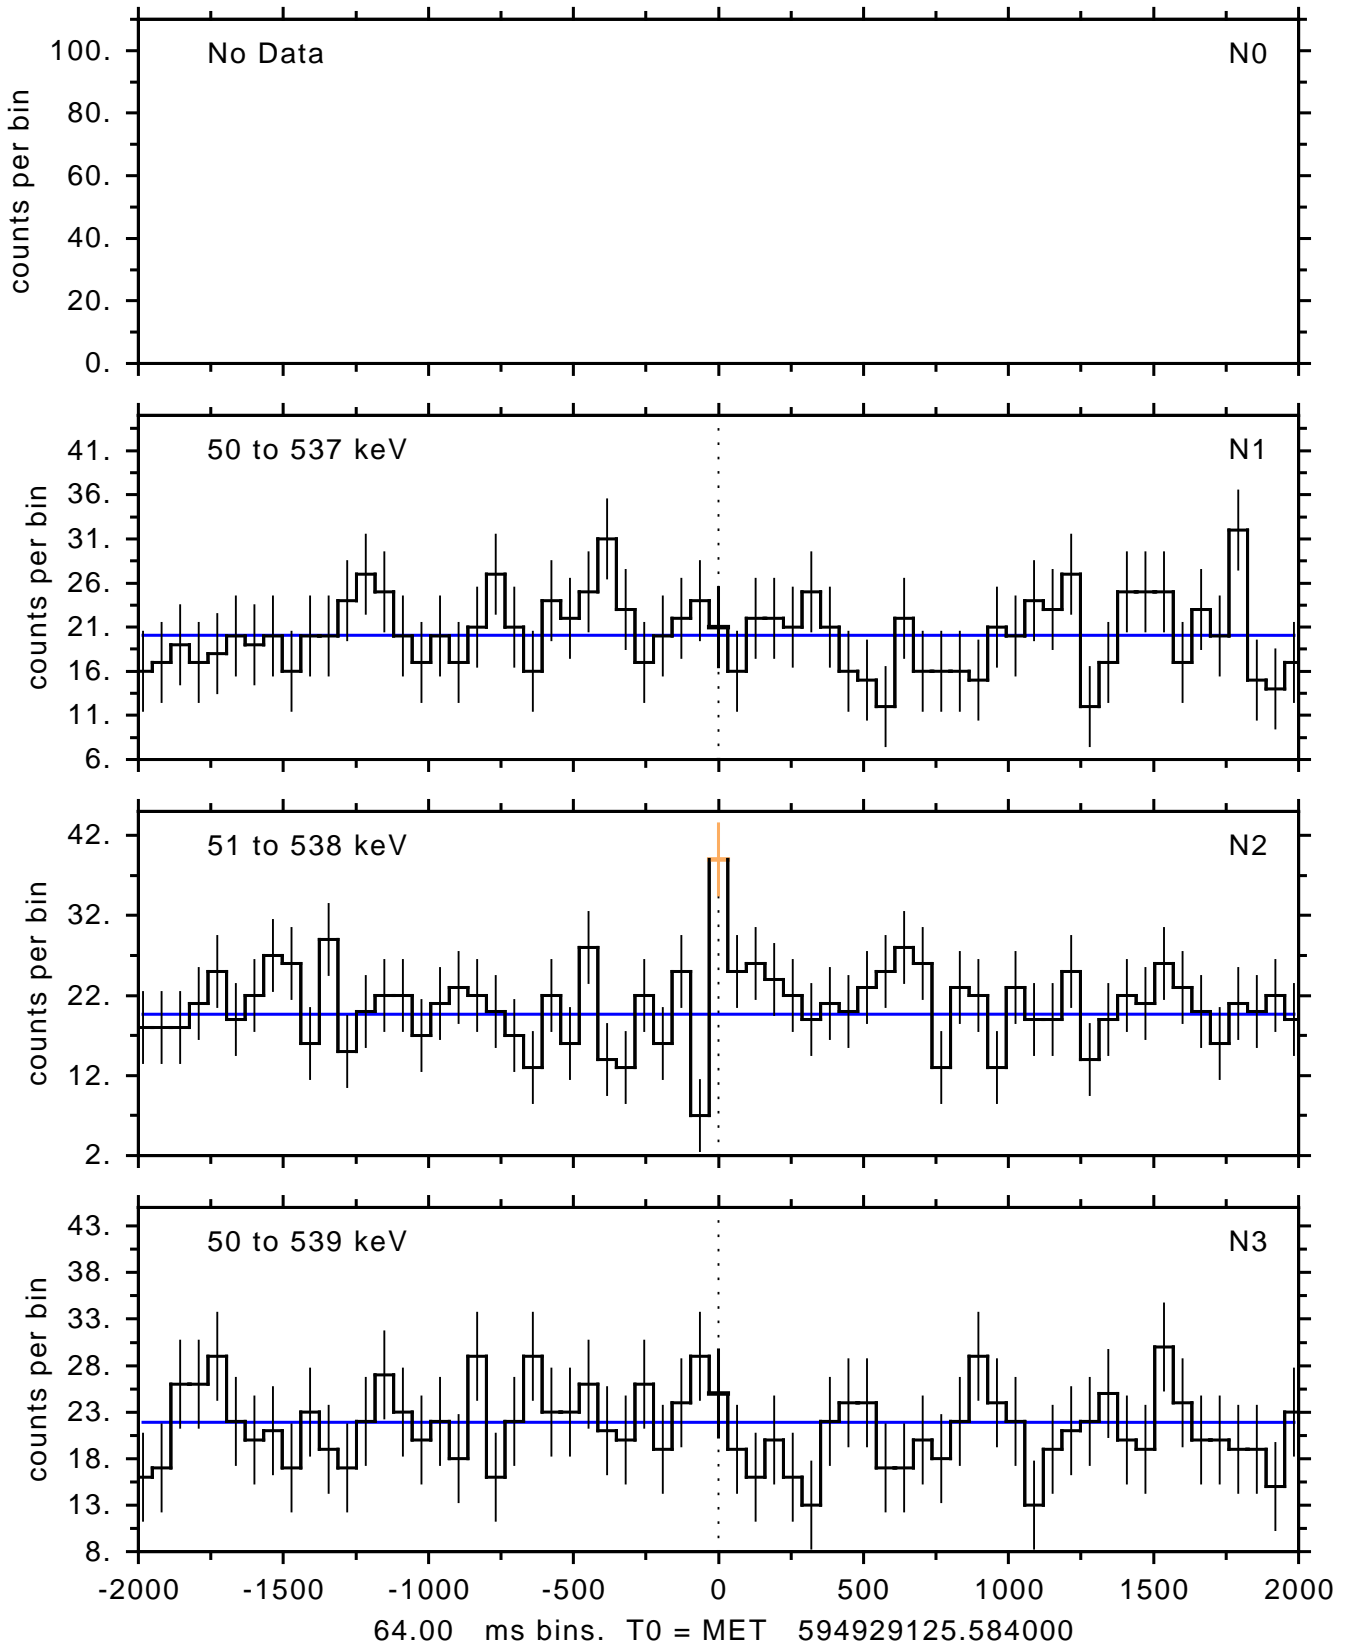 No Data N0
100.
80.
60.
40.
20.
0.
counts per bin
50 to 537 keV N1
41.
36.
31.
26.
21.
16.
11.
6.
counts per bin
51 to 538 keV N2
42.
32.
22.
12.
2.
counts per bin
50 to 539 keV N3
43.
38.
33.
28.
23.
18.
13.
8.
counts per bin
-2000 -1500 -1000 -500 0 500 1000 1500 2000
64.00 ms bins. T0 = MET 594929125.584000